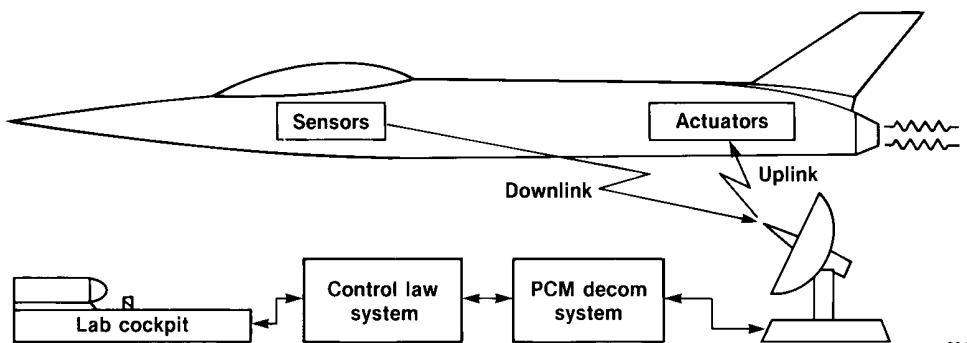 Sensors
Actuators
Downlink
Uplink
Lab cockpit
Control law
system
PCM decom
system